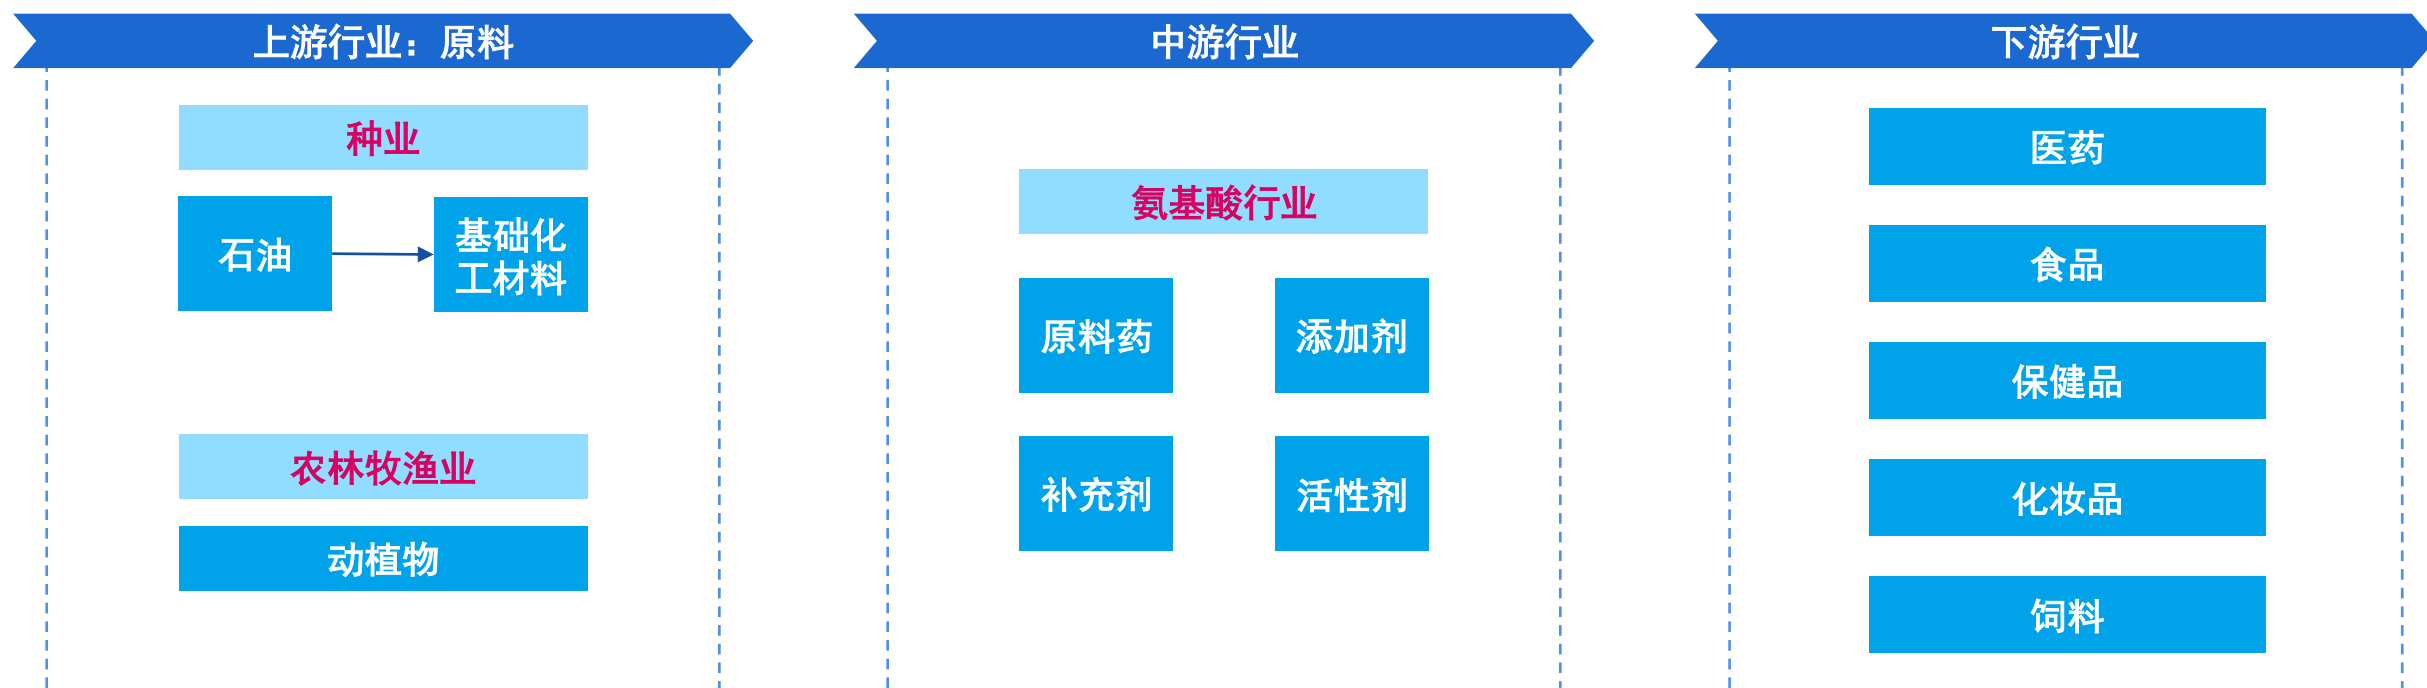 上游行业：原料
种业
石油
基础化
工材料
农林牧渔业
动植物
中游行业
氨基酸行业
原料药
添加剂
补充剂
活性剂
下游行业
医药
食品
保健品
化妆品
饲料